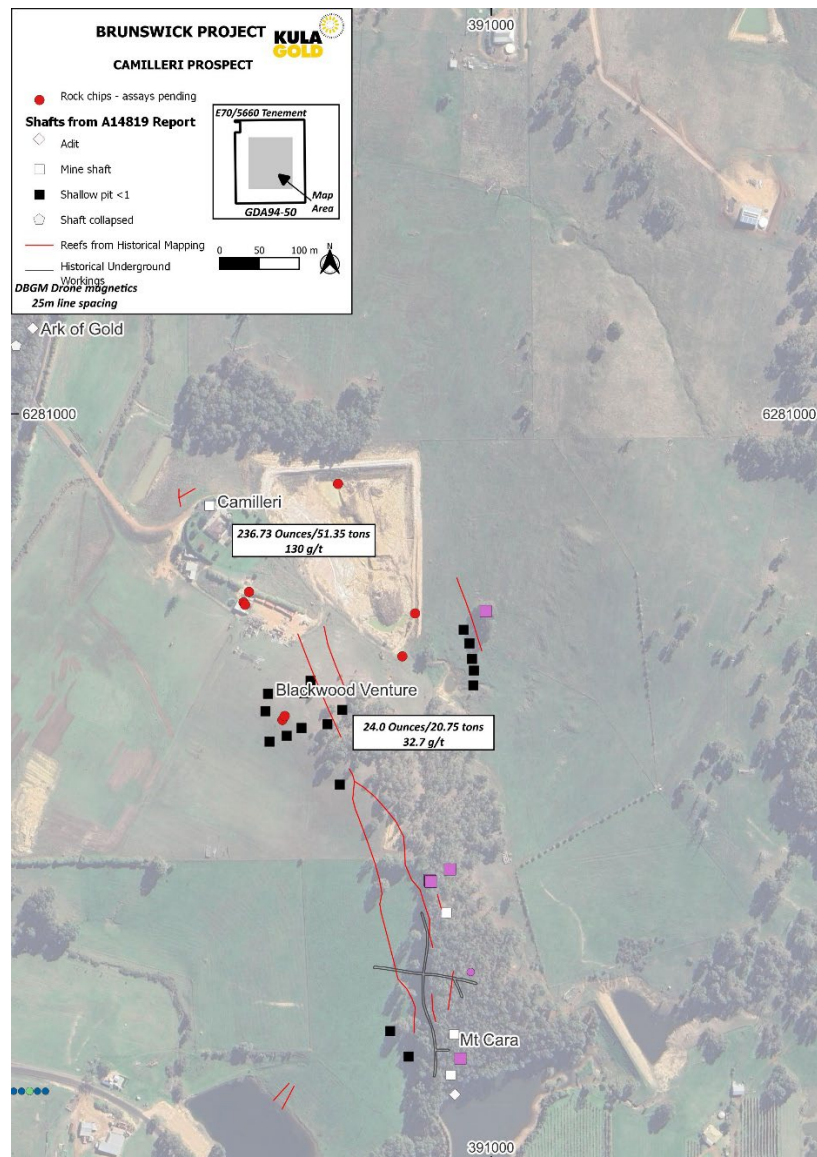 BRUNSWICK PROJECT
KULA
GOLD
CAMILLERI PROSPECT
Rock chips - assays pending
Shafts from A14819 Report
Adit
Mine shaft
Shallow pit <1
Shaft collapsed
Reefs from Historical Mapping
Historical Underground
Workings
DBGM Drone magnetics
25m line spacing
E70/5660 Tenement
Map
Area
GDA94-50
0 50 100 m
N
391000
Ark of Gold
6281000
6281000
Camilleri
236.73 Ounces/51.35 tons
130 g/t
Blackwood Venture
24.0 Ounces/20.75 tons
32.7 g/t
Mt Cara
391000